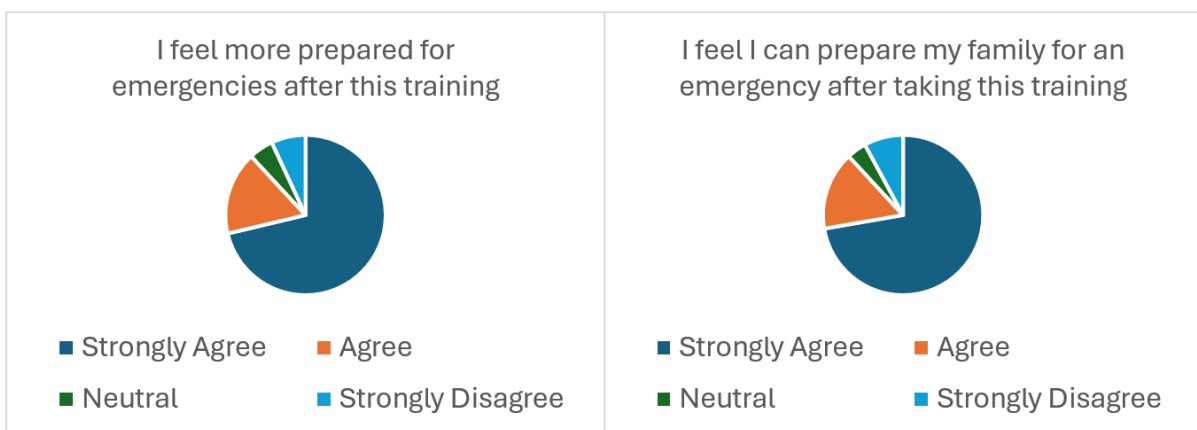 I feel more prepared for
emergencies after this training
Strongly Agree
Agree
Neutral
Strongly Disagree
I feel I can prepare my family for an
emergency after taking this training
Strongly Agree
Agree
Neutral
Strongly Disagree